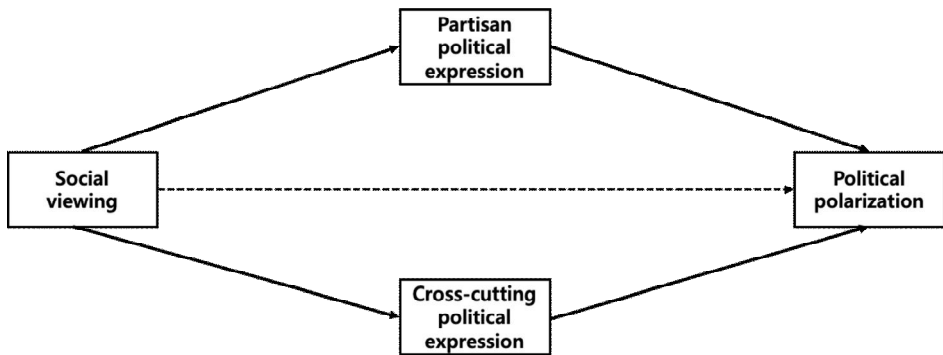 Partisan
political
expression
Social
viewing
Political
polarization
Cross-cutting
political
expression